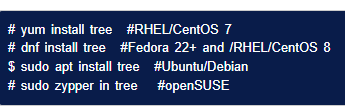 # yum install tree #RHEL/CentOS 7
# dnf install tree #Fedora 22+ and /RHEL/CentOS 8
$ sudo apt install tree #Ubuntu/Debian
# sudo zypper in tree #openSUSE